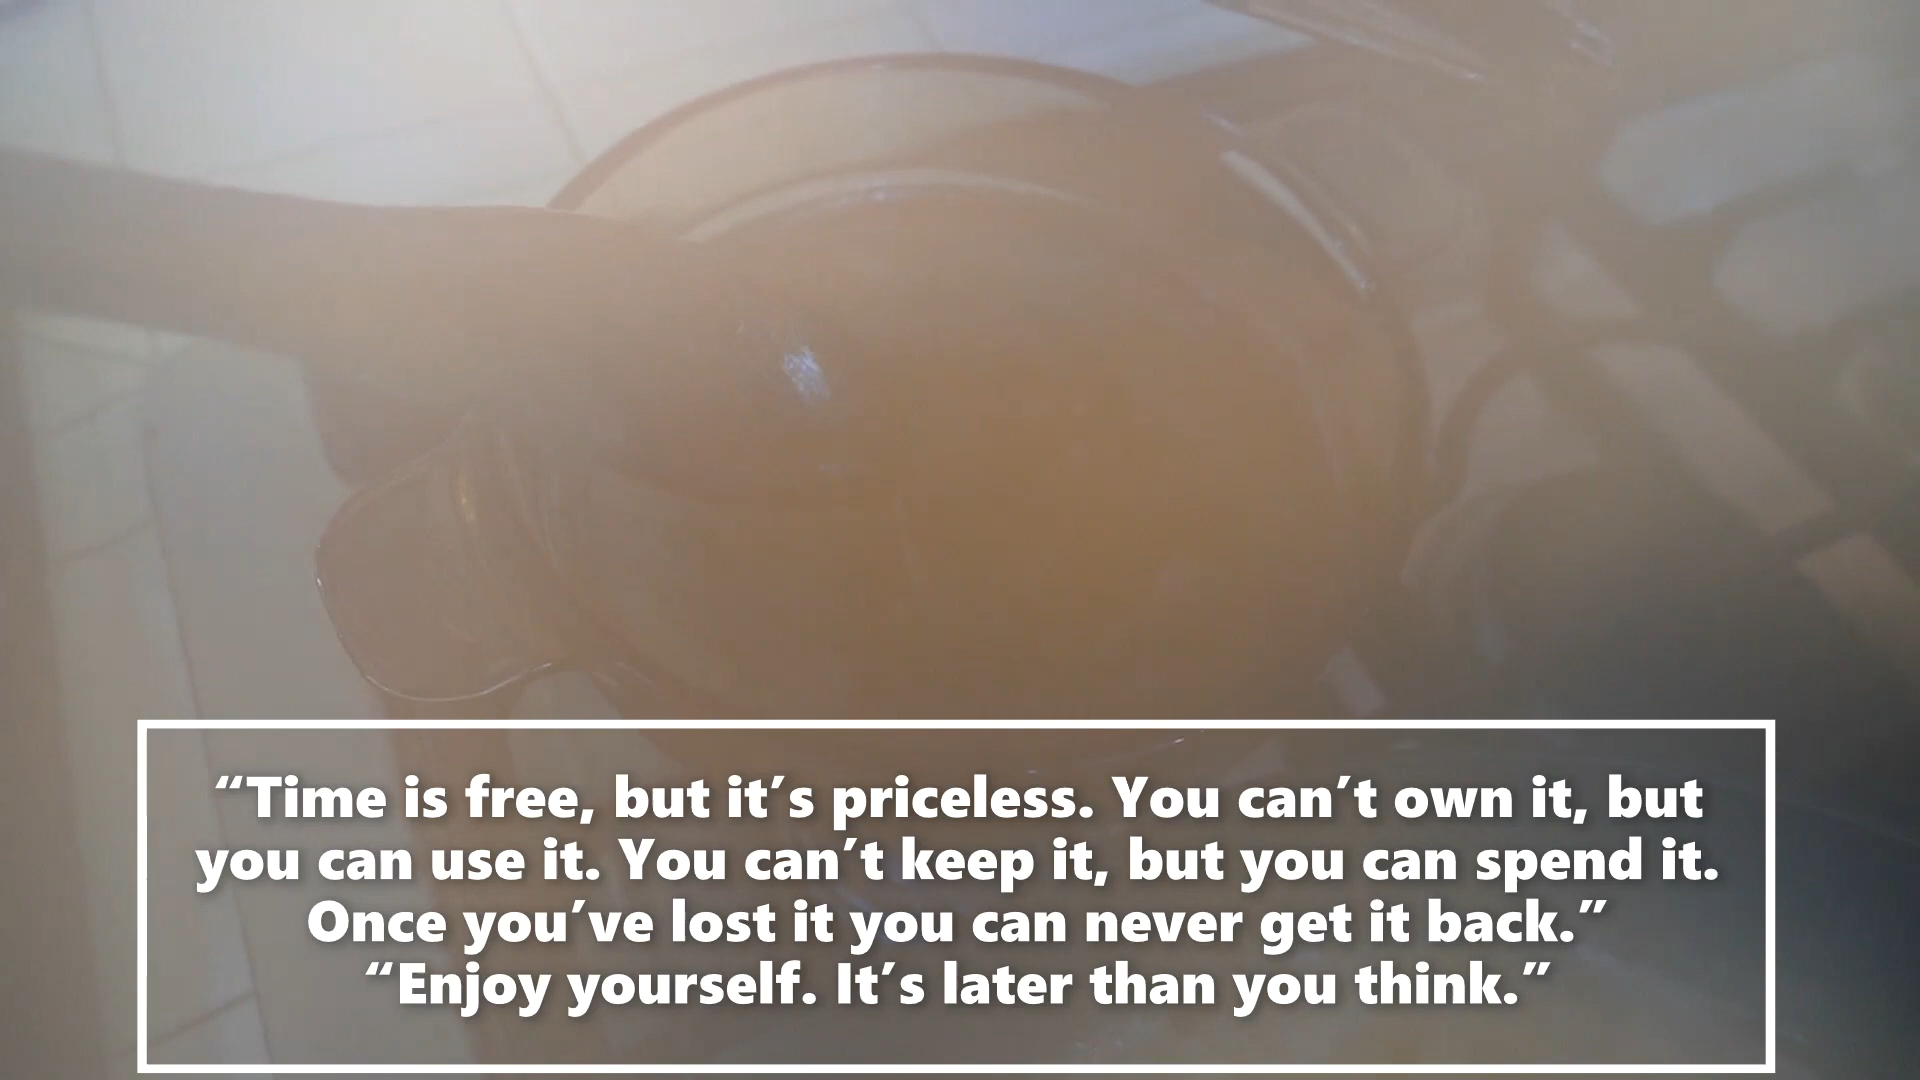 “Time is free, but it’s priceless. You can’t own it, but
you can use it. You can’t keep it, but you can spend it.
Once you’ve lost it you can never get it back.”
“Enjoy yourself. It’s later than you think.”